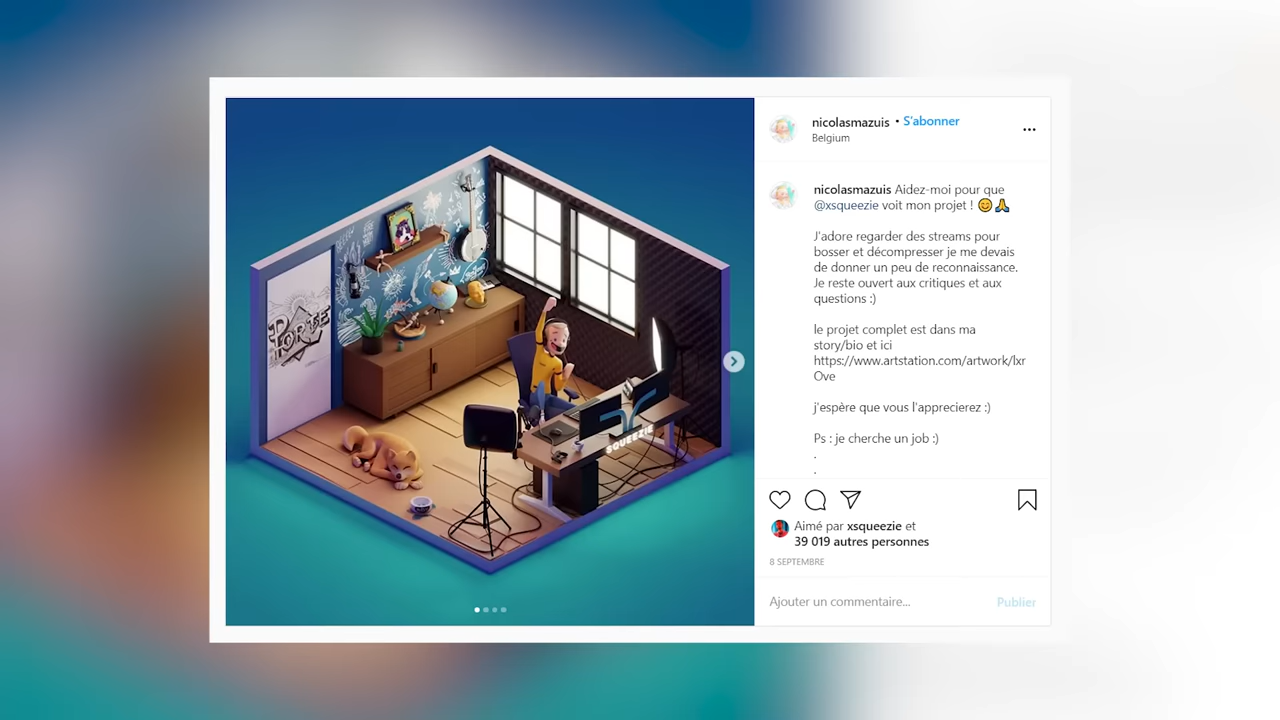 nicolasmazuis • S'abonner
Belgium
...
nicolasmazuis Aidez-moi pour que
@xsqueezie voit mon projet ! 😊🙏
J'adore regarder des streams pour
bosser et décompresser je me devais
de donner un peu de reconnaissance.
Je reste ouvert aux critiques et aux
questions :)
le projet complet est dans ma
story/bio et ici
https://www.artstation.com/artwork/lxr
Ove
j'espère que vous l'apprecierez :)
Ps : je cherche un job :)
.
.
Aimé par xsqueezie et
39 019 autres personnes
8 SEPTEMBRE
Ajouter un commentaire...
Publier
PORTE
SQUEEZIE